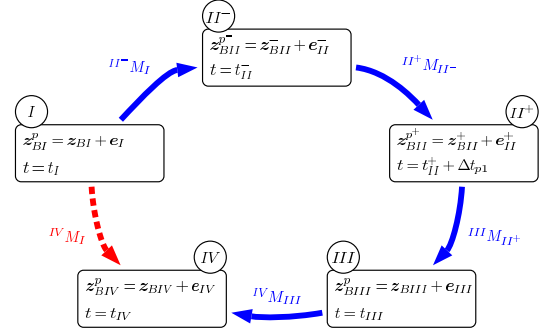 II⁻
z^{p⁻}_{BII} = z⁻_{BII} + e⁻_{II}
t = t⁻_{II}
^{II⁻}M_I
^{II⁺}M_{II⁻}
I
z^p_{BI} = z_{BI} + e_I
t = t_I
II⁺
z^{p⁺}_{BII} = z⁺_{BII} + e⁺_{II}
t = t⁺_{II} + Δt_{p1}
^{IV}M_I
^{III}M_{II⁺}
IV
z^p_{BIV} = z_{BIV} + e_{IV}
t = t_{IV}
^{IV}M_{III}
III
z^p_{BIII} = z_{BIII} + e_{III}
t = t_{III}